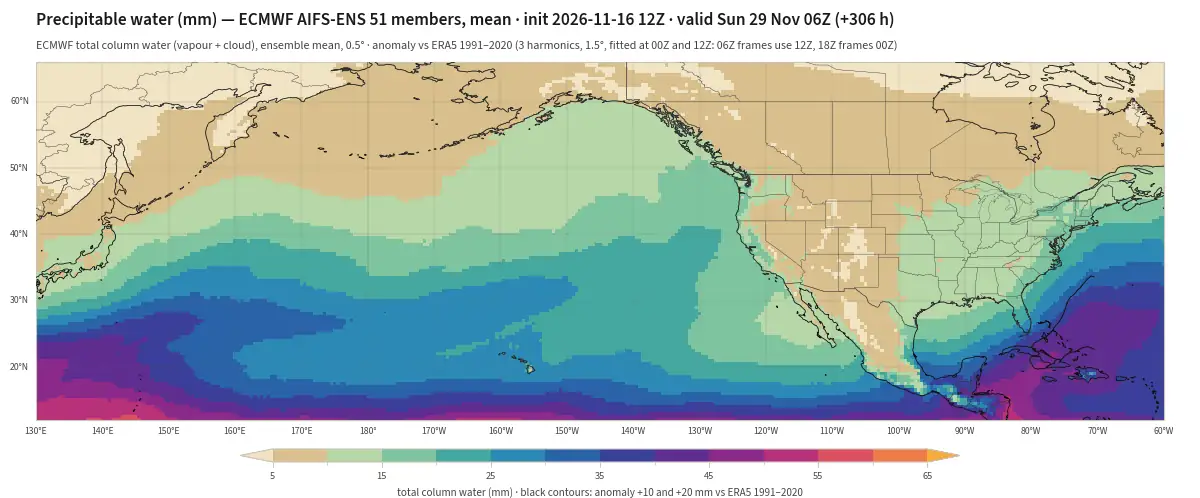 Precipitable water (mm) — ECMWF AIFS-ENS 51 members, mean · init 2026-11-16 12Z · valid Sun 29 Nov 06Z (+306 h)
ECMWF total column water (vapour + cloud), ensemble mean, 0.5° · anomaly vs ERA5 1991–2020 (3 harmonics, 1.5°, fitted at 00Z and 12Z: 06Z frames use 12Z, 18Z frames 00Z)
60°N
50°N
40°N
30°N
20°N
130°E 140°E 150°E 160°E 170°E 180° 170°W 160°W 150°W 140°W 130°W 120°W 110°W 100°W 90°W 80°W 70°W 60°W
5 15 25 35 45 55 65
total column water (mm) · black contours: anomaly +10 and +20 mm vs ERA5 1991–2020